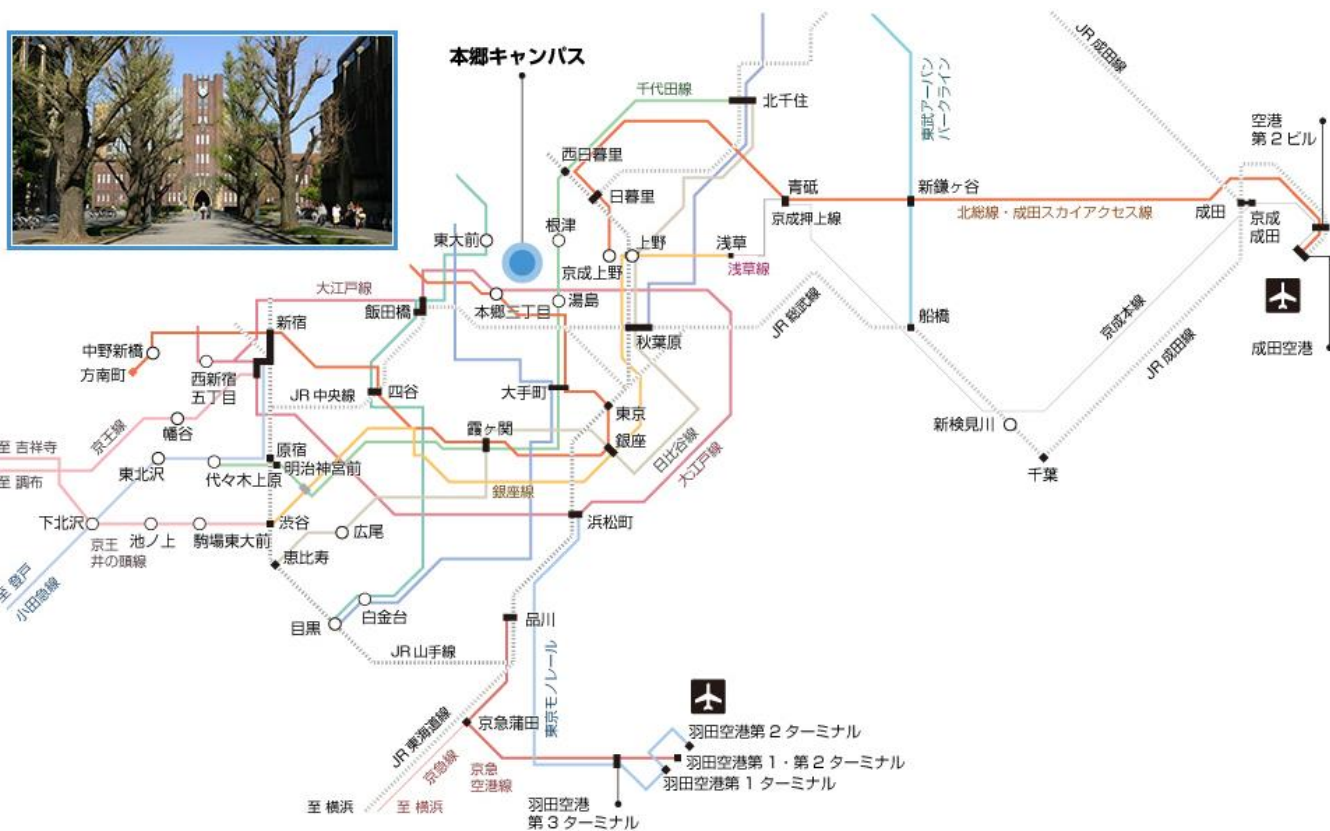 本郷キャンパス
千代田線
北千住
東武アーバン
パークライン
JR 成田線
空港
第2ビル
西日暮里
日暮里
青砥
京成押上線
新鎌ヶ谷
北総線・成田スカイアクセス線
成田
京成
成田
東大前
根津
京成上野
上野
浅草
浅草線
大江戸線
飯田橋
本郷三丁目
湯島
新宿
秋葉原
JR 総武線
船橋
京成本線
JR 成田線
成田空港
中野新橋
方南町
西新宿
五丁目
JR 中央線
四谷
大手町
東京
新検見川
千葉
京王線
幡谷
霞ヶ関
銀座
日比谷線
大江戸線
至 吉祥寺
至 調布
原宿
東北沢
代々木上原
明治神宮前
銀座線
下北沢
池ノ上
駒場東大前
渋谷
広尾
浜松町
京王
井の頭線
恵比寿
至 登戸
小田急線
目黒
白金台
品川
JR 山手線
東京モノレール
JR 東海道線
京急蒲田
京急線
京急
空港線
羽田空港第2ターミナル
羽田空港第1・第2ターミナル
羽田空港第1ターミナル
至 横浜
至 横浜
羽田空港
第3ターミナル